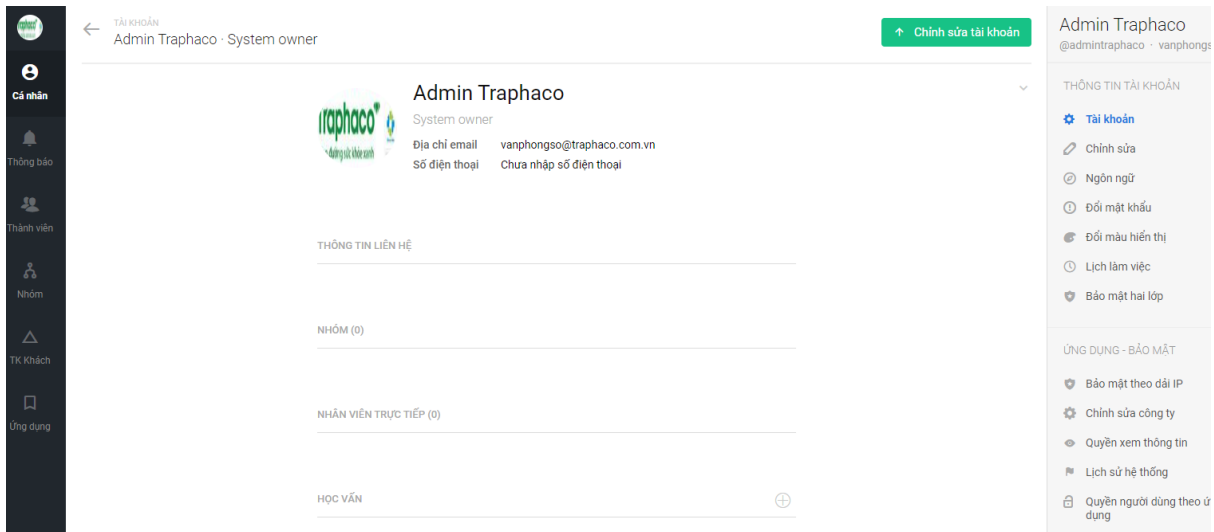 Cá nhân
Thông báo
Thành viên
Nhóm
TK Khách
Ứng dụng
TÀI KHOẢN
Admin Traphaco · System owner
Chỉnh sửa tài khoản
Admin Traphaco
System owner
Địa chỉ email vanphongso@traphaco.com.vn
Số điện thoại Chưa nhập số điện thoại
THÔNG TIN LIÊN HỆ
NHÓM (0)
NHÂN VIÊN TRỰC TIẾP (0)
HỌC VẤN
Admin Traphaco
@admintraphaco · vanphongs
THÔNG TIN TÀI KHOẢN
Tài khoản
Chỉnh sửa
Ngôn ngữ
Đổi mật khẩu
Đổi màu hiển thị
Lịch làm việc
Bảo mật hai lớp
ỨNG DỤNG - BẢO MẬT
Bảo mật theo dải IP
Chỉnh sửa công ty
Quyền xem thông tin
Lịch sử hệ thống
Quyền người dùng theo ứ
dụng